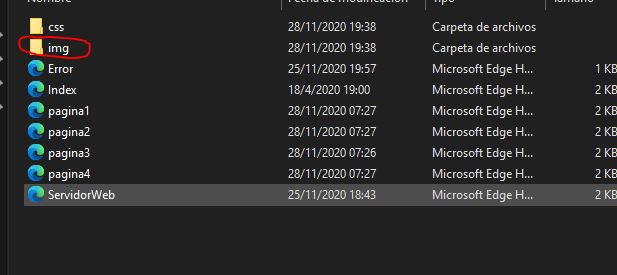 Nombre Fecha de modificación Tipo Tamaño
css 28/11/2020 19:38 Carpeta de archivos
img 28/11/2020 19:38 Carpeta de archivos
Error 25/11/2020 19:57 Microsoft Edge H... 1 KB
Index 18/4/2020 19:00 Microsoft Edge H... 2 KB
pagina1 28/11/2020 07:27 Microsoft Edge H... 2 KB
pagina2 28/11/2020 07:27 Microsoft Edge H... 2 KB
pagina3 28/11/2020 07:26 Microsoft Edge H... 2 KB
pagina4 28/11/2020 07:27 Microsoft Edge H... 2 KB
ServidorWeb 25/11/2020 18:43 Microsoft Edge H... 2 KB